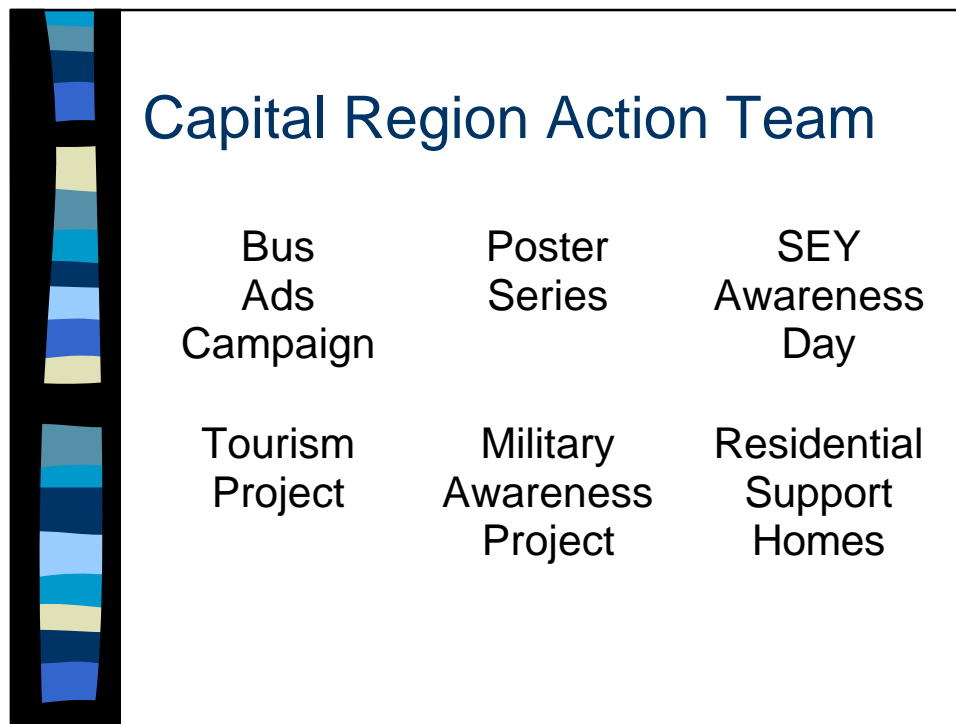 Capital Region Action Team
Bus
Ads
Campaign
Poster
Series
SEY
Awareness
Day
Tourism
Project
Military
Awareness
Project
Residential
Support
Homes